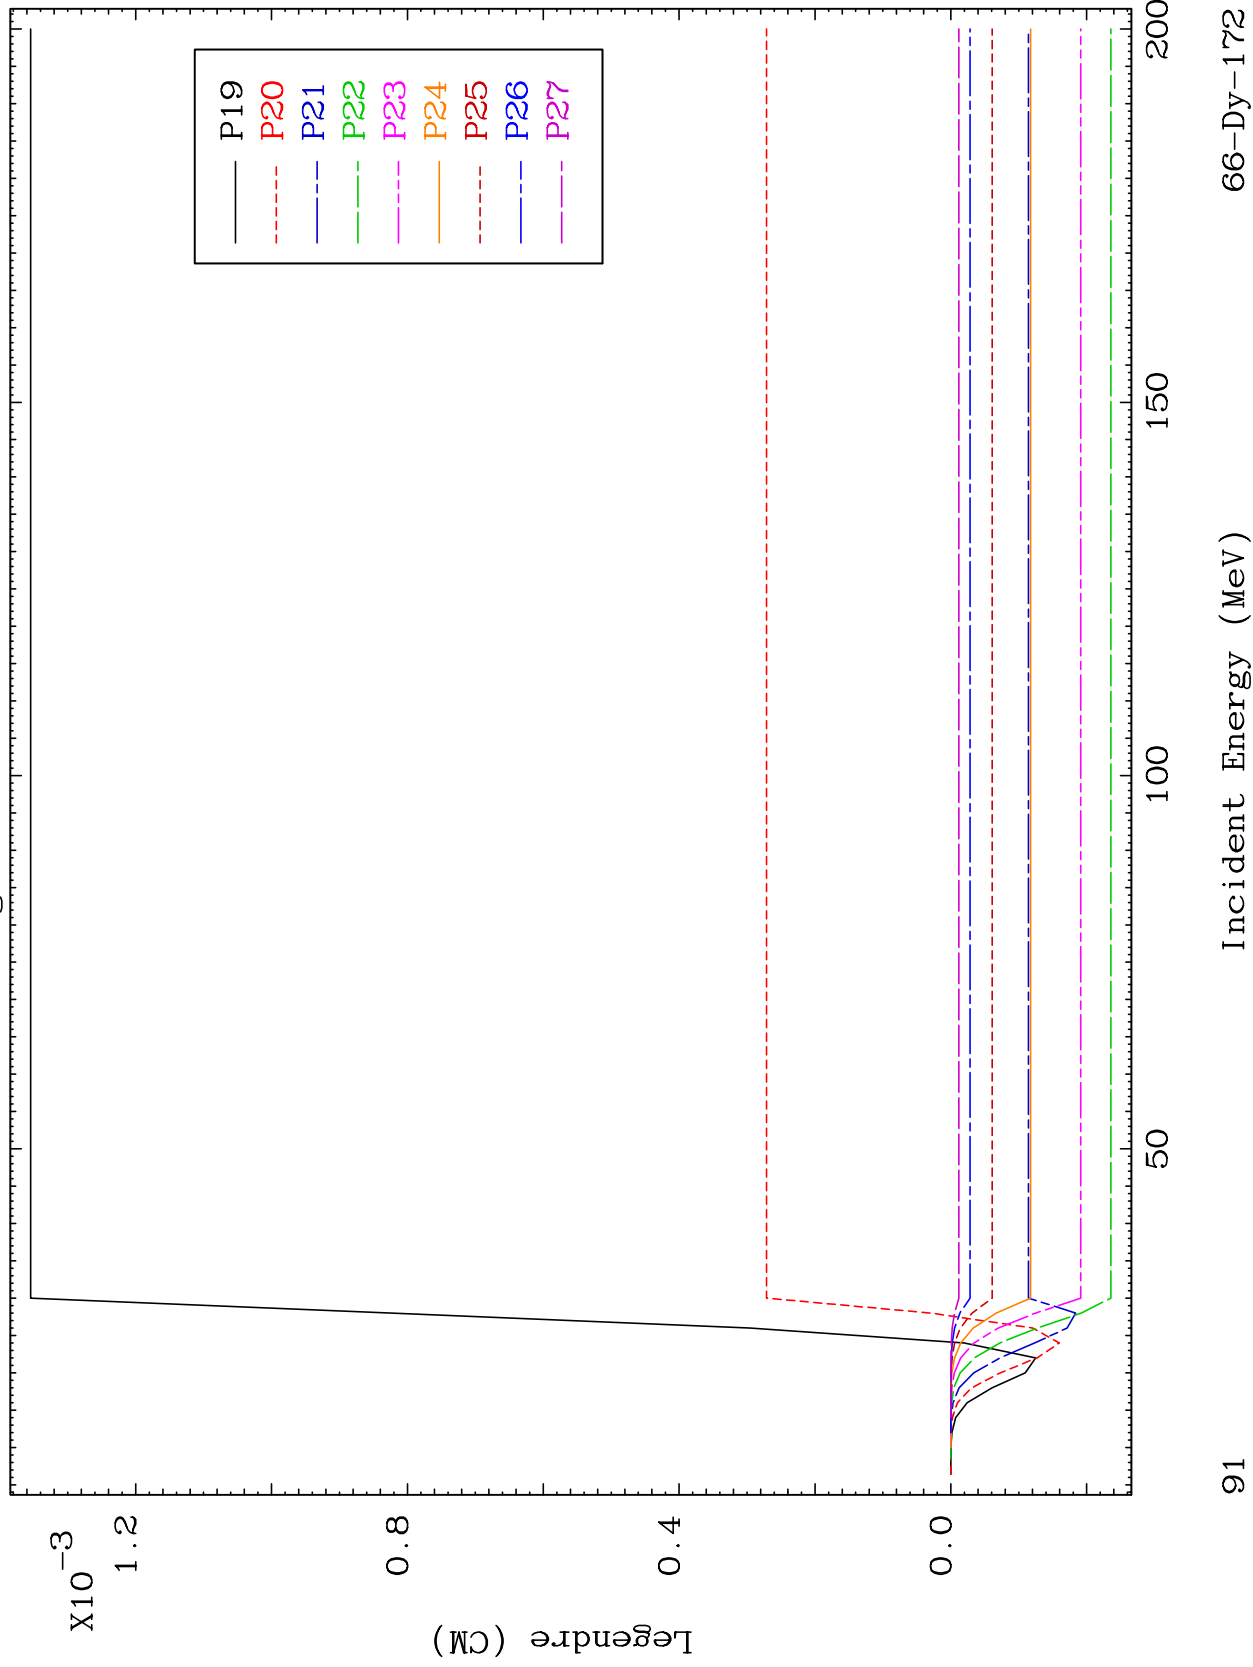 X10-3
1.2
0.8
0.4
0.0
Legendre (CM)
P19
P20
P21
P22
P23
P24
P25
P26
P27
50
100
150
200
Incident Energy (MeV)
91
66-Dy-172